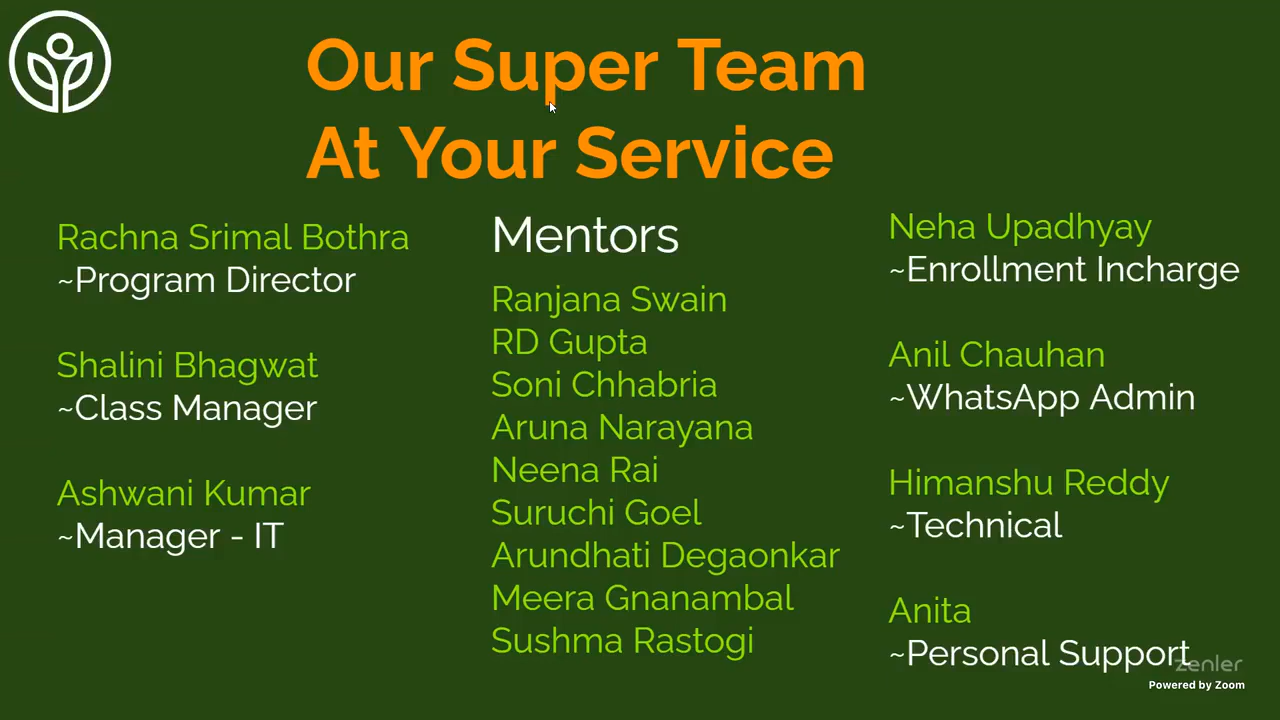 Our Super Team
At Your Service
Rachna Srimal Bothra
~Program Director
Shalini Bhagwat
~Class Manager
Ashwani Kumar
~Manager - IT
Mentors
Ranjana Swain
RD Gupta
Soni Chhabria
Aruna Narayana
Neena Rai
Suruchi Goel
Arundhati Degaonkar
Meera Gnanambal
Sushma Rastogi
Neha Upadhyay
~Enrollment Incharge
Anil Chauhan
~WhatsApp Admin
Himanshu Reddy
~Technical
Anita
~Personal Support
zenler
Powered by Zoom